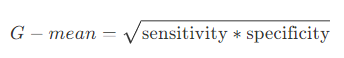 G − mean = √sensitivity ∗ specificity